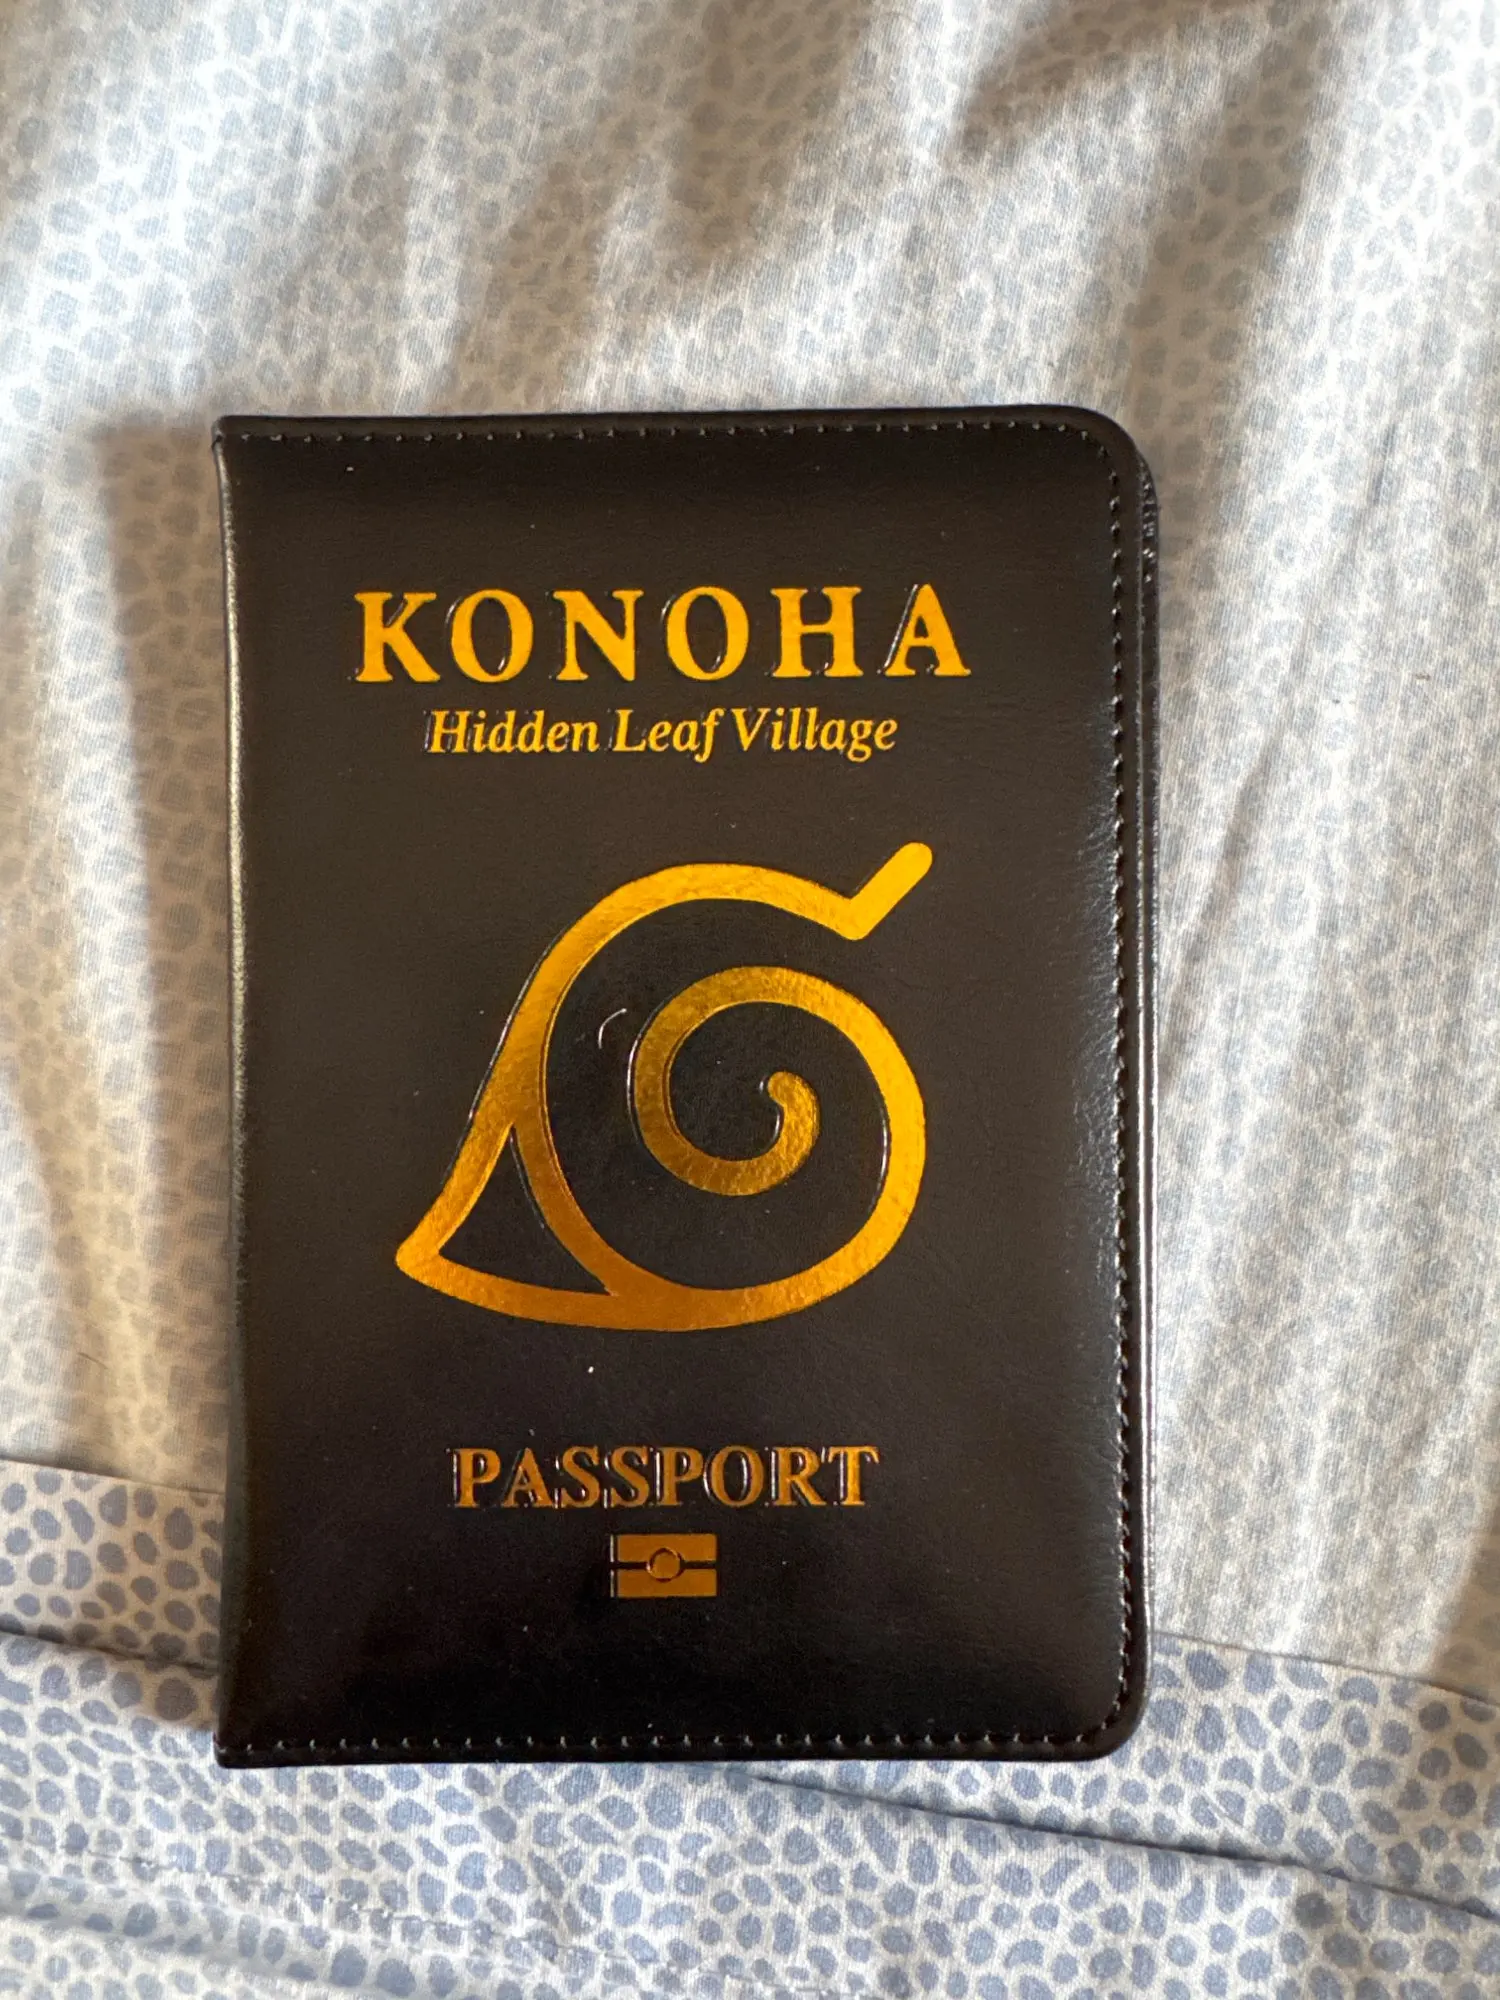 KONOHA
Hidden Leaf Village
PASSPORT